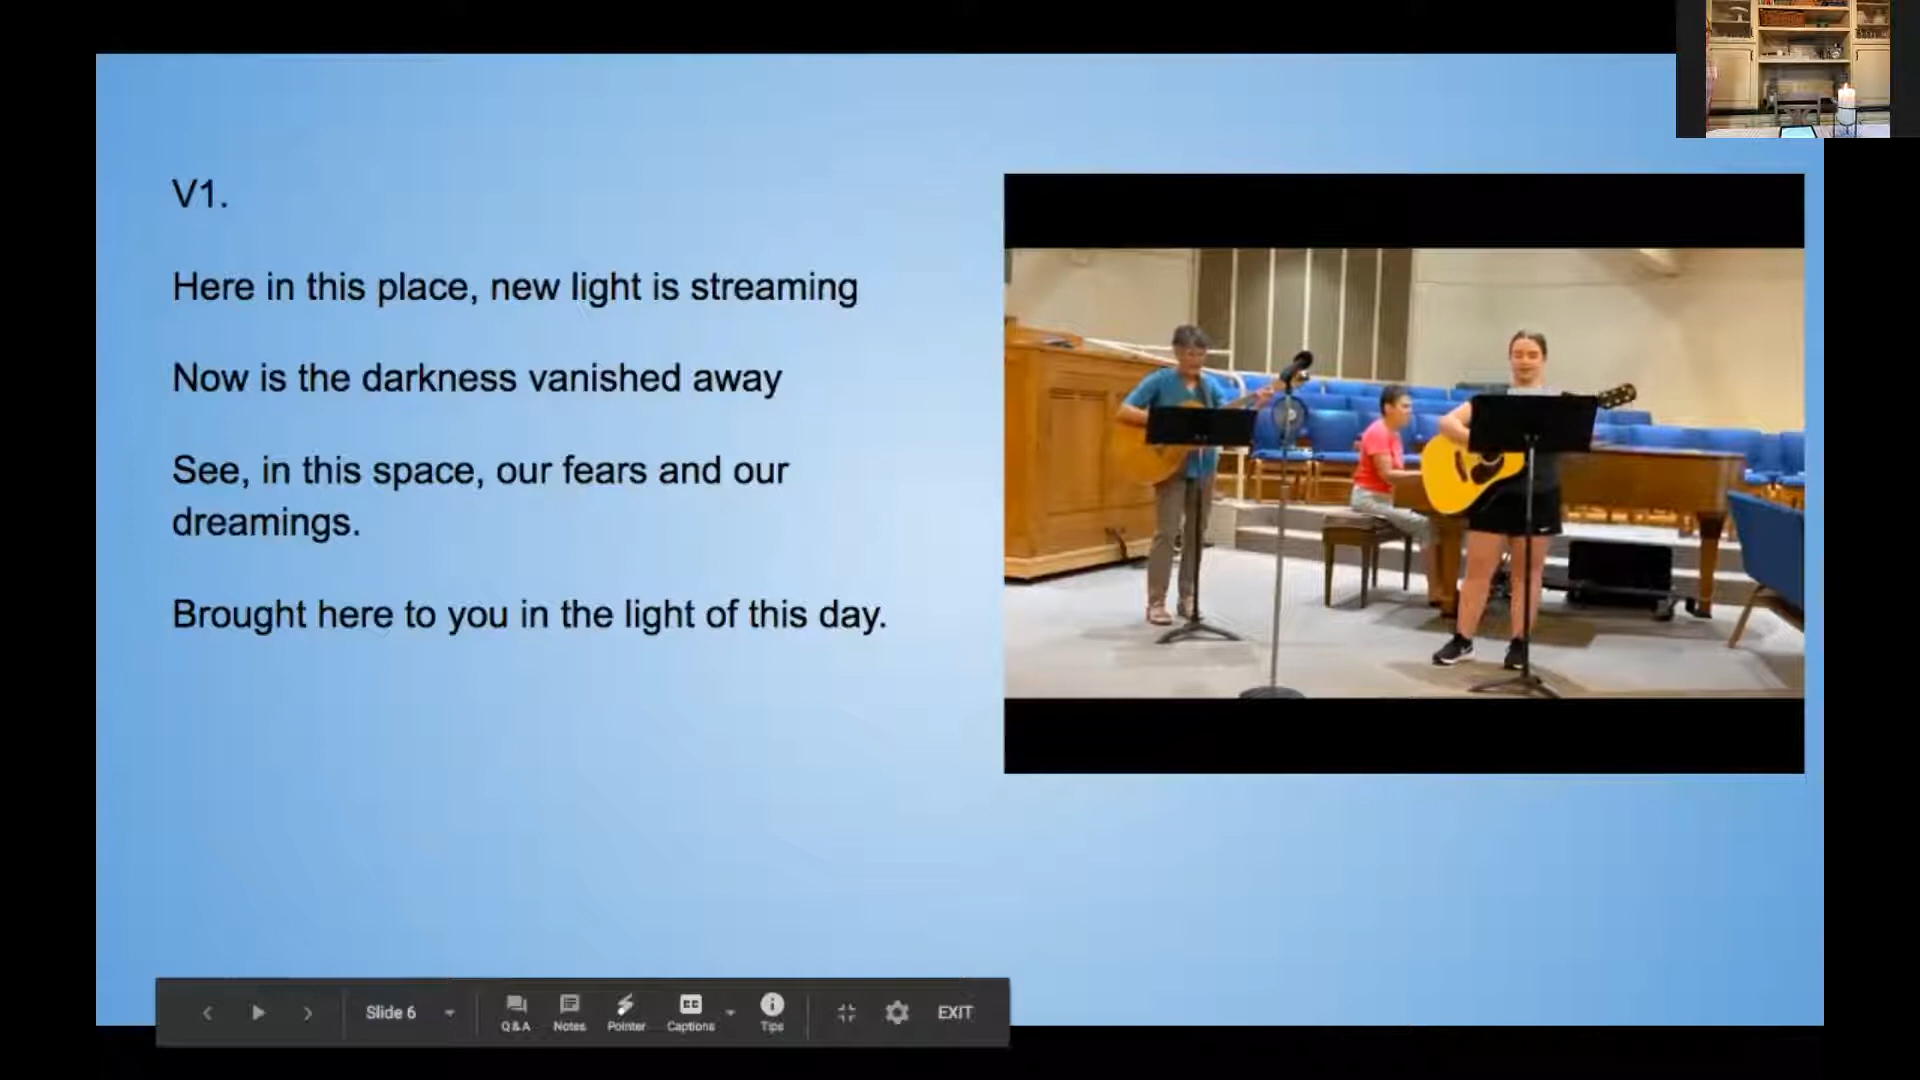 V1.
Here in this place, new light is streaming
Now is the darkness vanished away
See, in this space, our fears and our
dreamings.
Brought here to you in the light of this day.
Slide 6
Q&A
Notes
Pointer
CC
Captions
Tips
EXIT